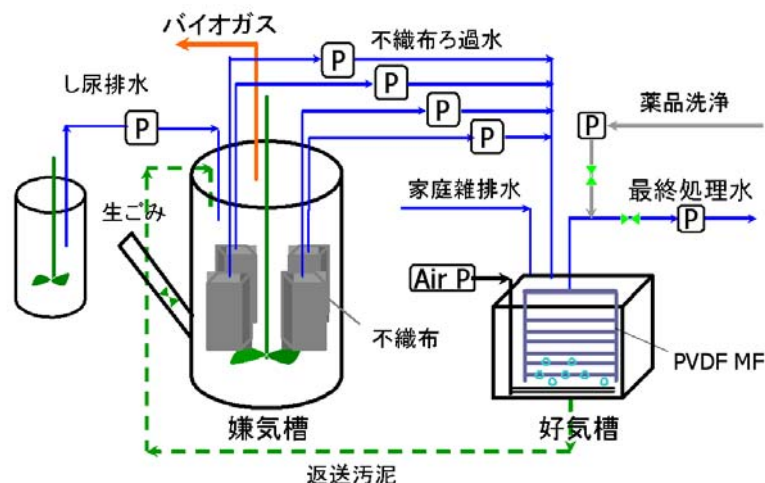 バイオガス
不織布ろ過水
P
し尿排水
P
P
薬品洗浄
P
P
P
生ごみ
家庭雑排水
最終処理水
P
Air P
不織布
PVDF MF
嫌気槽
好気槽
返送汚泥